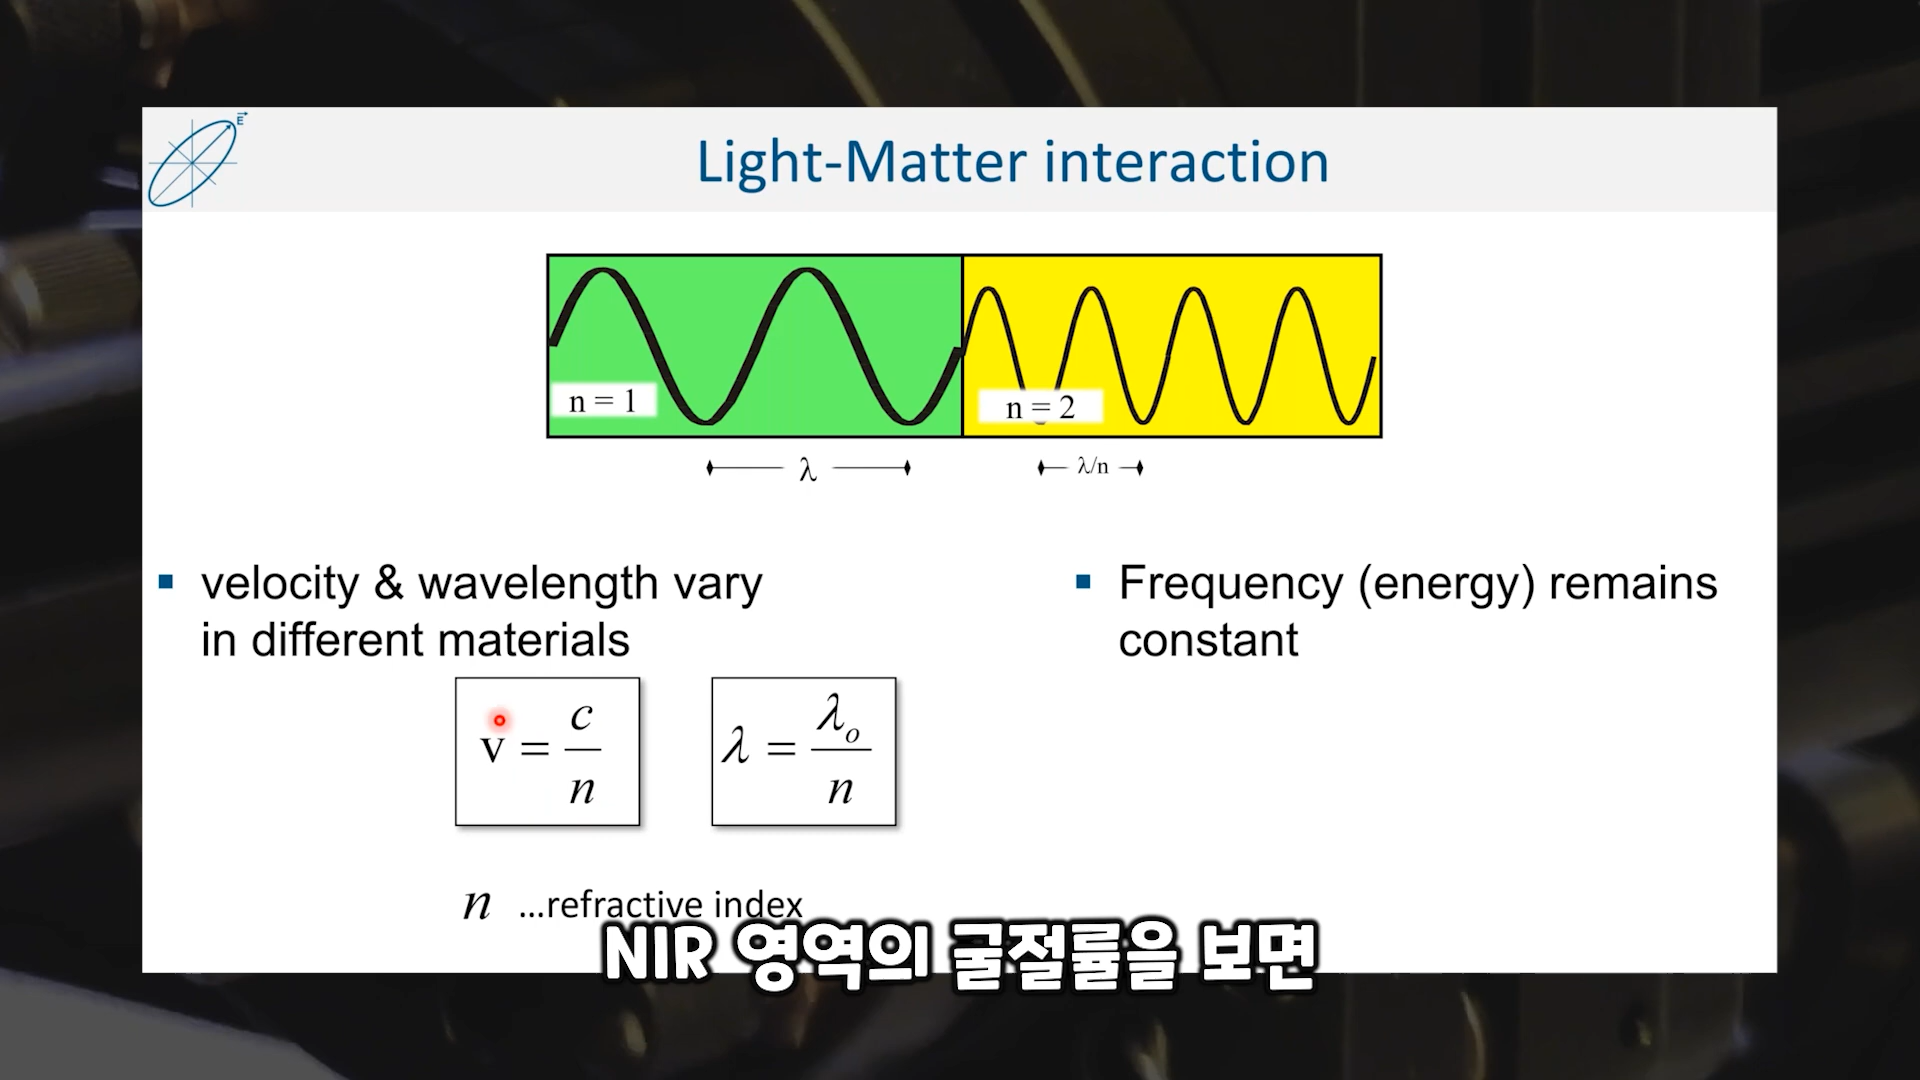 E
Light-Matter interaction
n = 1
n = 2
λ
λ/n
▪ velocity & wavelength vary
in different materials
▪ Frequency (energy) remains
constant
v = c/n
λ = λo/n
n ...refractive index
NIR 영역의 굴절률을 보면